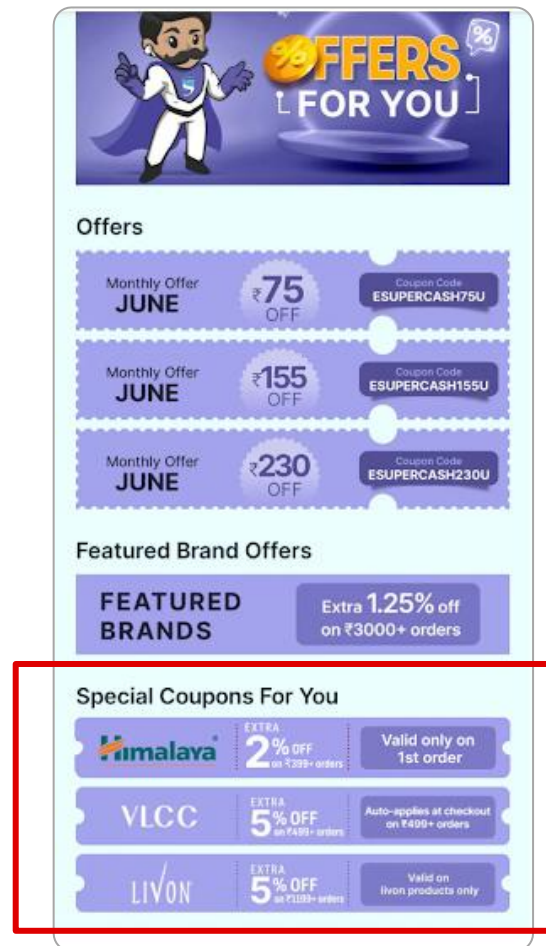 %FFERS
FOR YOU
%
S
Offers
Monthly Offer
JUNE
₹75
OFF
Coupon Code
ESUPERCASH75U
Monthly Offer
JUNE
₹155
OFF
Coupon Code
ESUPERCASH155U
Monthly Offer
JUNE
₹230
OFF
Coupon Code
ESUPERCASH230U
Featured Brand Offers
FEATURED
BRANDS
Extra 1.25% off
on ₹3000+ orders
Special Coupons For You
Himalaya
EXTRA
2% OFF
on ₹399+ orders
Valid only on
1st order
VLCC
EXTRA
5% OFF
on ₹499+ orders
Auto-applies at checkout
on ₹499+ orders
LIVON
EXTRA
5% OFF
on ₹1199+ orders
Valid on
livon products only